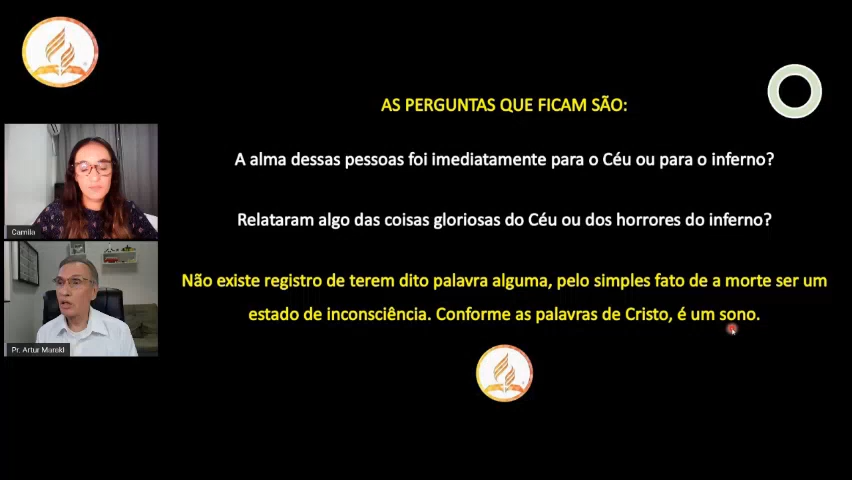 AS PERGUNTAS QUE FICAM SÃO:
A alma dessas pessoas foi imediatamente para o Céu ou para o inferno?
Relataram algo das coisas gloriosas do Céu ou dos horrores do inferno?
Não existe registro de terem dito palavra alguma, pelo simples fato de a morte ser um
estado de inconsciência. Conforme as palavras de Cristo, é um sono.
Camila
Pr. Artur Marski